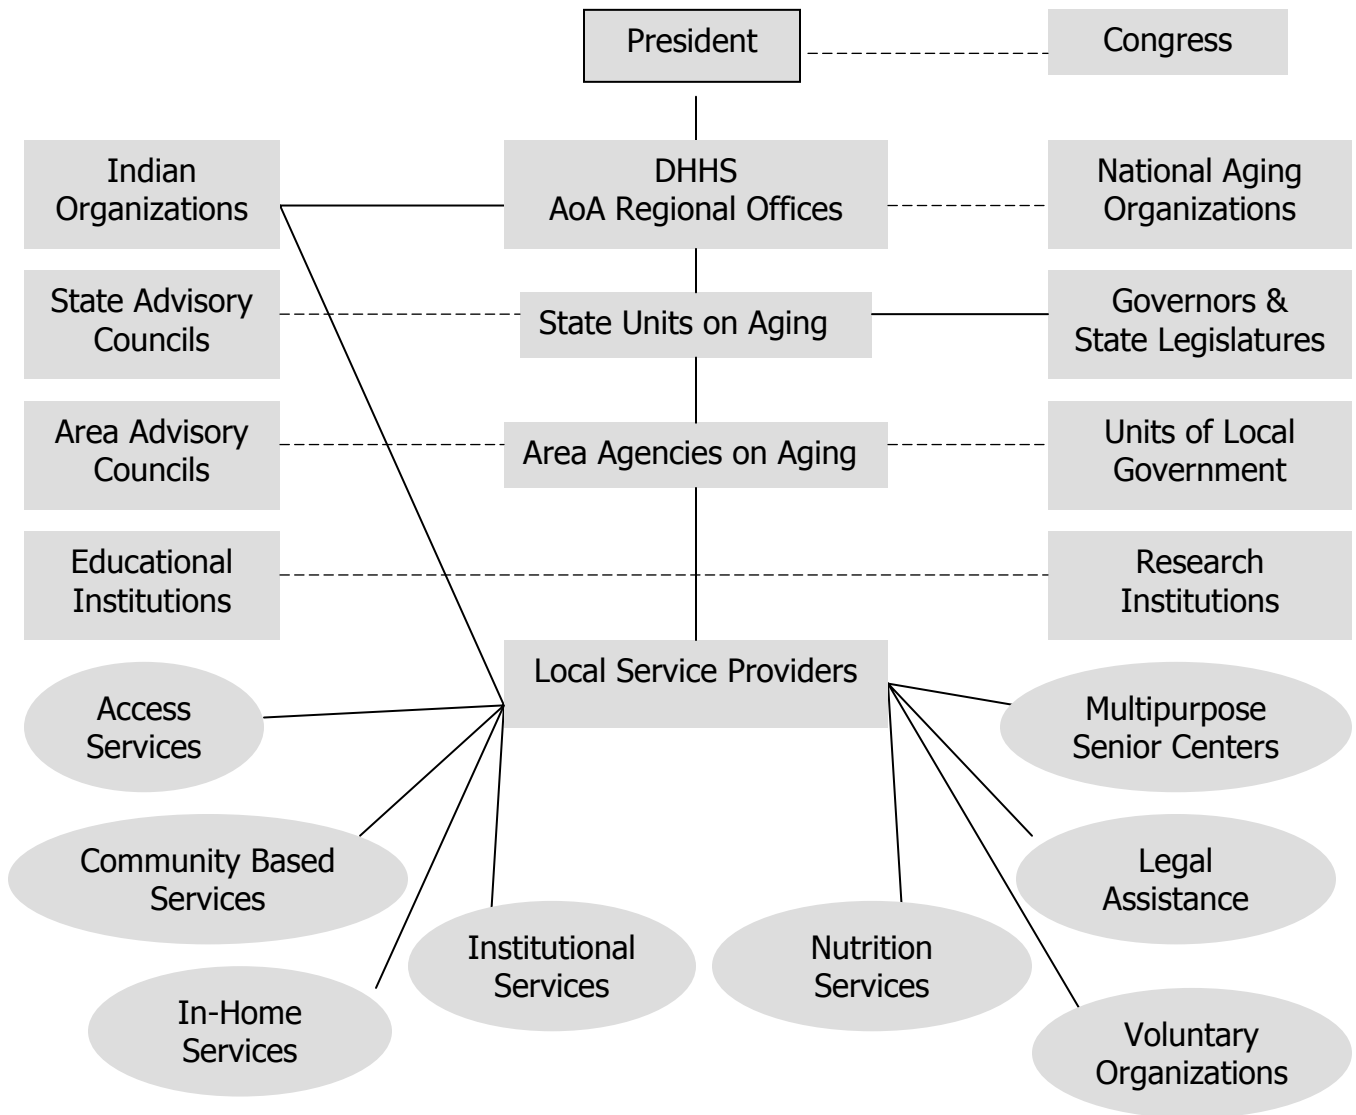 President
Congress
Indian
Organizations
DHHS
AoA Regional Offices
National Aging
Organizations
State Advisory
Councils
State Units on Aging
Governors &
State Legislatures
Area Advisory
Councils
Area Agencies on Aging
Units of Local
Government
Educational
Institutions
Research
Institutions
Local Service Providers
Access
Services
Multipurpose
Senior Centers
Community Based
Services
Legal
Assistance
Institutional
Services
Nutrition
Services
In-Home
Services
Voluntary
Organizations